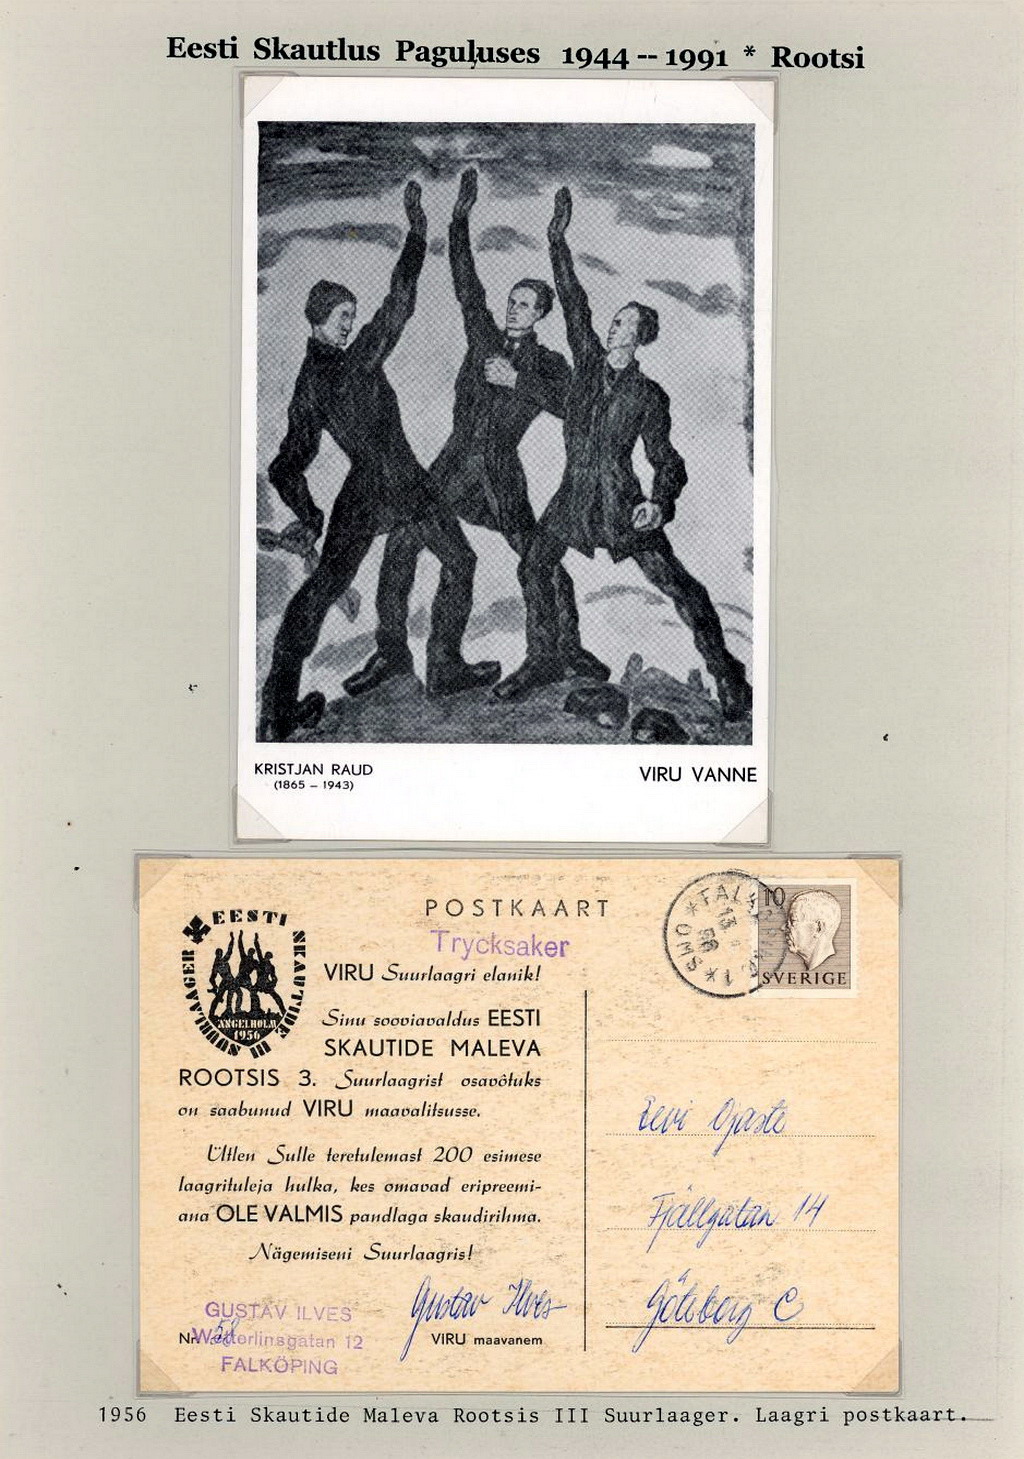 Eesti Skautlus Paguluses 1944 -- 1991 * Rootsi
KRISTJAN RAUD
(1865 – 1943)
VIRU VANNE
POSTKAART
Trycksaker
EESTI SKAUTIDE III SUURLAAGER
ÄNGELHOLM
1956
VIRU Suurlaagri elanik!
Sinu sooviavaldus EESTI
SKAUTIDE MALEVA
ROOTSIS 3. Suurlaagrist osavõtuks
on saabunud VIRU maavalitsusse.
Ütlen Sulle teretulemast 200 esimese
laagrituleja hulka, kes omavad eripreemi-
ana OLE VALMIS pandlaga skaudirihma.
Nägemiseni Suurlaagris!
GUSTAV ILVES
Nr. 58
Wetterlinsgatan 12
FALKÖPING
Gustav Ilves
VIRU maavanem
10
SVERIGE
Ojaste
Fjällgatan 14
Göteborg C
1956 Eesti Skautide Maleva Rootsis III Suurlaager. Laagri postkaart.